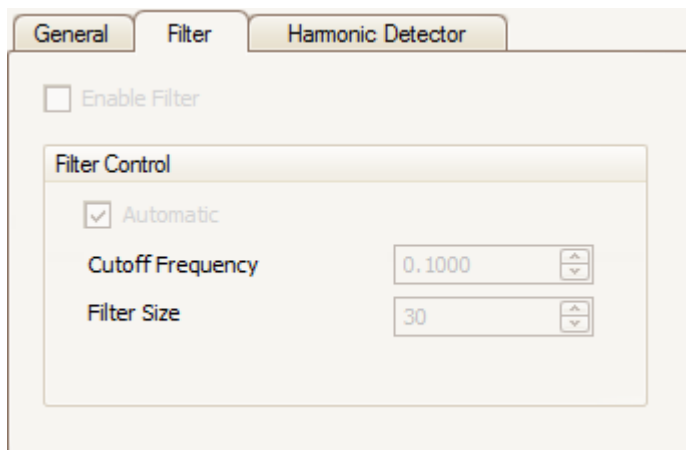 General Filter Harmonic Detector
Enable Filter
Filter Control
Automatic
Cutoff Frequency 0.1000
Filter Size 30